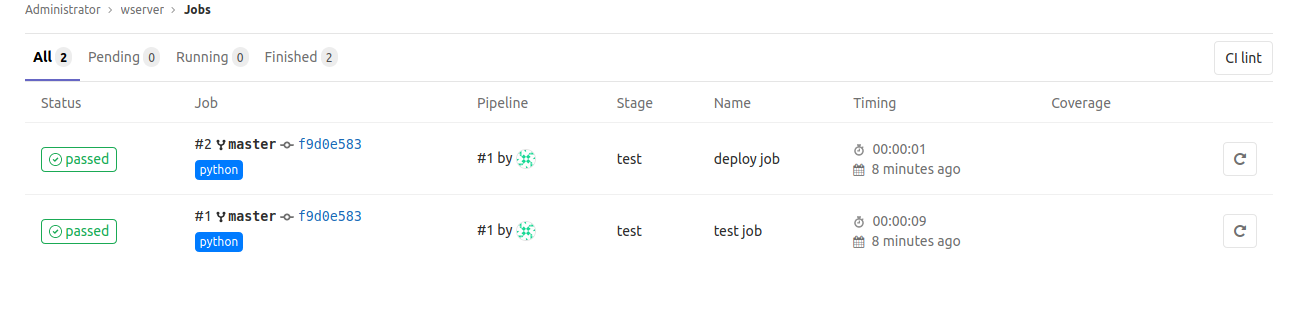 Administrator > wserver > Jobs
All 2 Pending 0 Running 0 Finished 2 CI lint
Status Job Pipeline Stage Name Timing Coverage
passed #2 master f9d0e583 #1 by test deploy job 00:00:01
python 8 minutes ago
passed #1 master f9d0e583 #1 by test test job 00:00:09
python 8 minutes ago